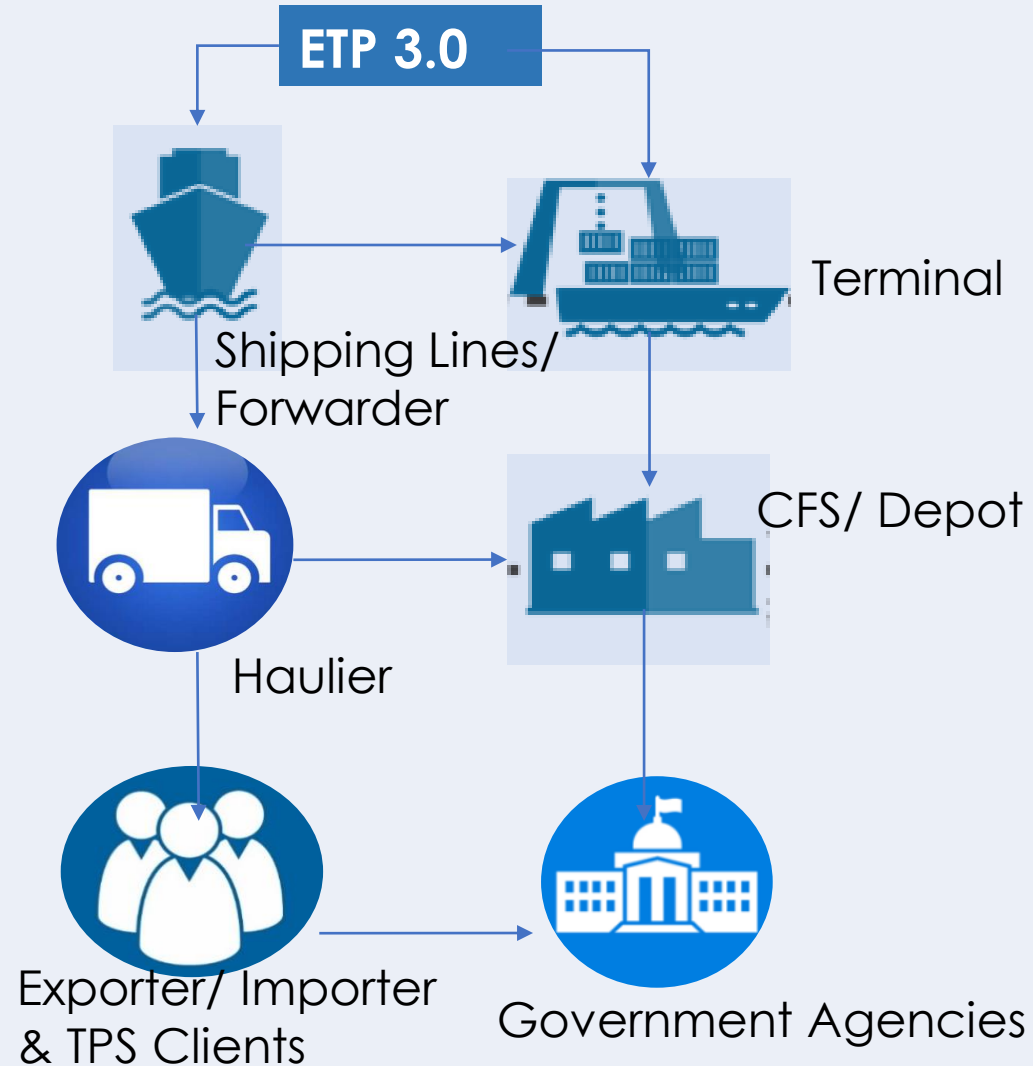 ETP 3.0
Terminal
Shipping Lines/
Forwarder
CFS/ Depot
Haulier
Exporter/ Importer
& TPS Clients
Government Agencies